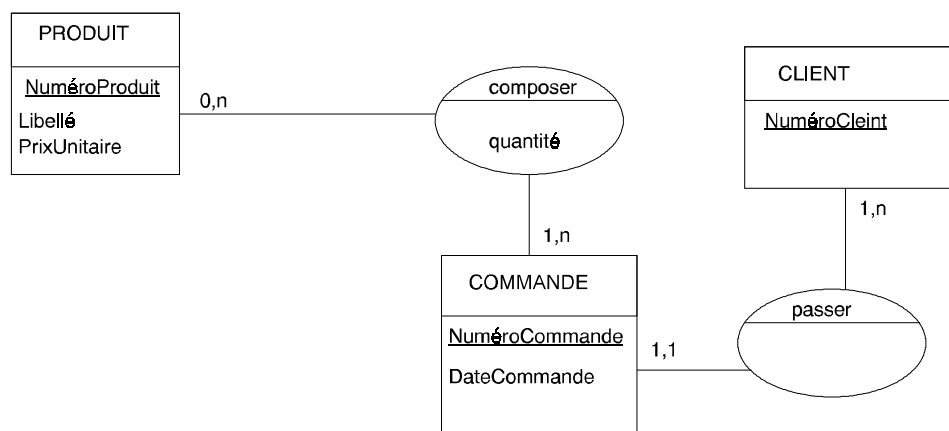 PRODUIT
NuméroProduit
Libellé
PrixUnitaire
0,n
composer
quantité
CLIENT
NuméroCleint
1,n
1,n
COMMANDE
NuméroCommande
DateCommande
1,1
passer